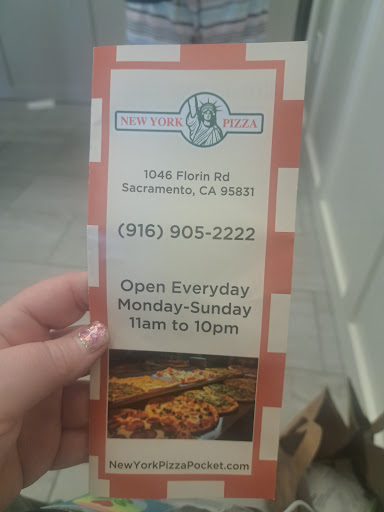 NEW YORK PIZZA
1046 Florin Rd
Sacramento, CA 95831
(916) 905-2222
Open Everyday
Monday-Sunday
11am to 10pm
NewYorkPizzaPocket.com